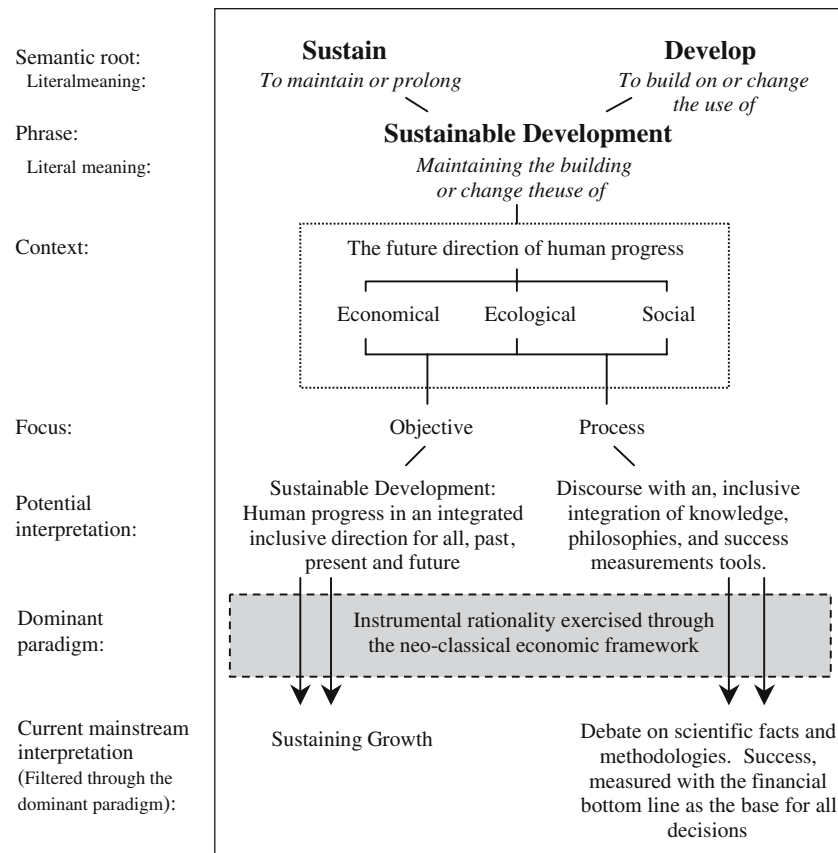 Semantic root:
Sustain
Develop
Literalmeaning:
To maintain or prolong
To build on or change
the use of
Phrase:
Sustainable Development
Literal meaning:
Maintaining the building
or change theuse of
Context:
The future direction of human progress
Economical
Ecological
Social
Focus:
Objective
Process
Potential
interpretation:
Sustainable Development:
Human progress in an integrated
inclusive direction for all, past,
present and future
Discourse with an, inclusive
integration of knowledge,
philosophies, and success
measurements tools.
Dominant
paradigm:
Instrumental rationality exercised through
the neo-classical economic framework
Current mainstream
interpretation
(Filtered through the
dominant paradigm):
Sustaining Growth
Debate on scientific facts and
methodologies. Success,
measured with the financial
bottom line as the base for all
decisions